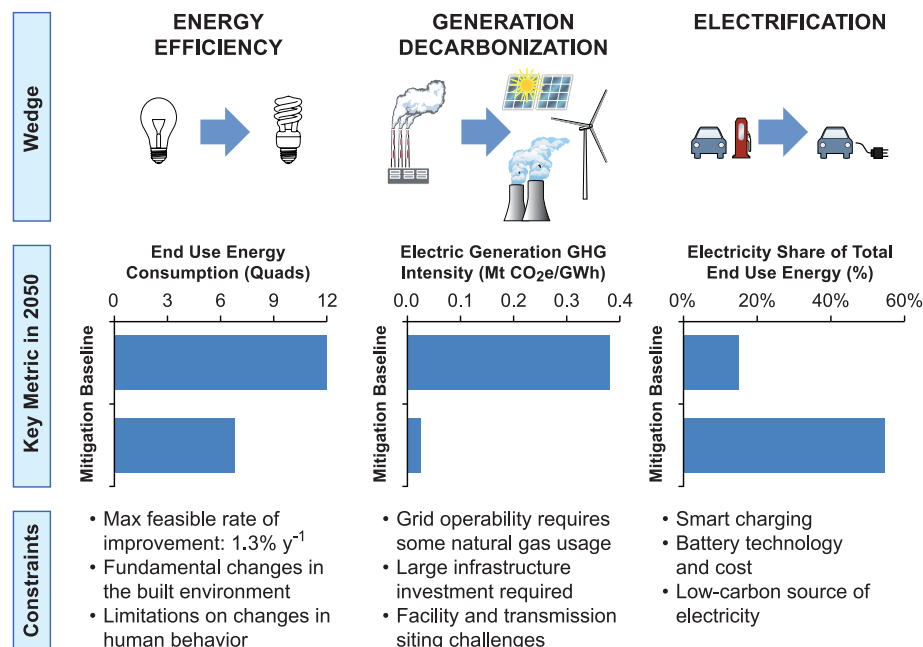 Wedge
ENERGY
EFFICIENCY
GENERATION
DECARBONIZATION
ELECTRIFICATION
Key Metric in 2050
End Use Energy
Consumption (Quads)
0 3 6 9 12
Mitigation Baseline
Electric Generation GHG
Intensity (Mt CO₂e/GWh)
0.0 0.1 0.2 0.3 0.4
Mitigation Baseline
Electricity Share of Total
End Use Energy (%)
0% 20% 40% 60%
Mitigation Baseline
Constraints
• Max feasible rate of
improvement: 1.3% y⁻¹
• Fundamental changes in
the built environment
• Limitations on changes in
human behavior
• Grid operability requires
some natural gas usage
• Large infrastructure
investment required
• Facility and transmission
siting challenges
• Smart charging
• Battery technology
and cost
• Low-carbon source of
electricity